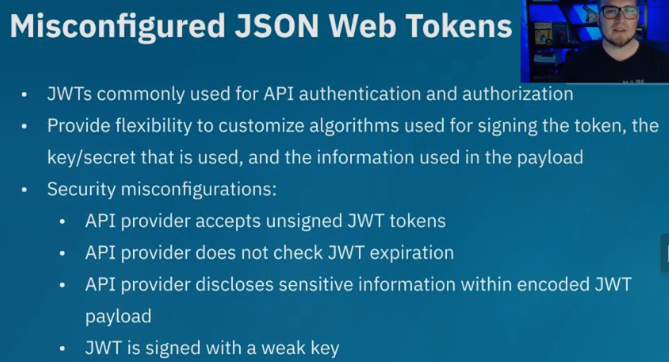 Misconfigured JSON Web Tokens
• JWTs commonly used for API authentication and authorization
• Provide flexibility to customize algorithms used for signing the token, the
key/secret that is used, and the information used in the payload
• Security misconfigurations:
• API provider accepts unsigned JWT tokens
• API provider does not check JWT expiration
• API provider discloses sensitive information within encoded JWT
payload
• JWT is signed with a weak key